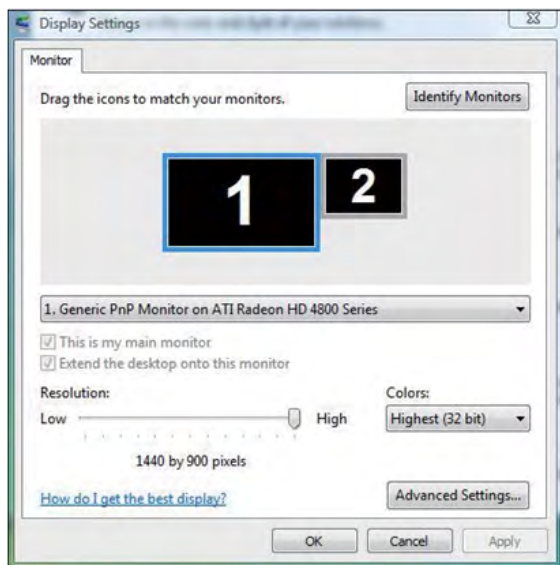 Display Settings
Monitor
Drag the icons to match your monitors.
Identify Monitors
1
2
1. Generic PnP Monitor on ATI Radeon HD 4800 Series
This is my main monitor
Extend the desktop onto this monitor
Resolution:
Colors:
Low
High
Highest (32 bit)
1440 by 900 pixels
How do I get the best display?
Advanced Settings...
OK
Cancel
Apply